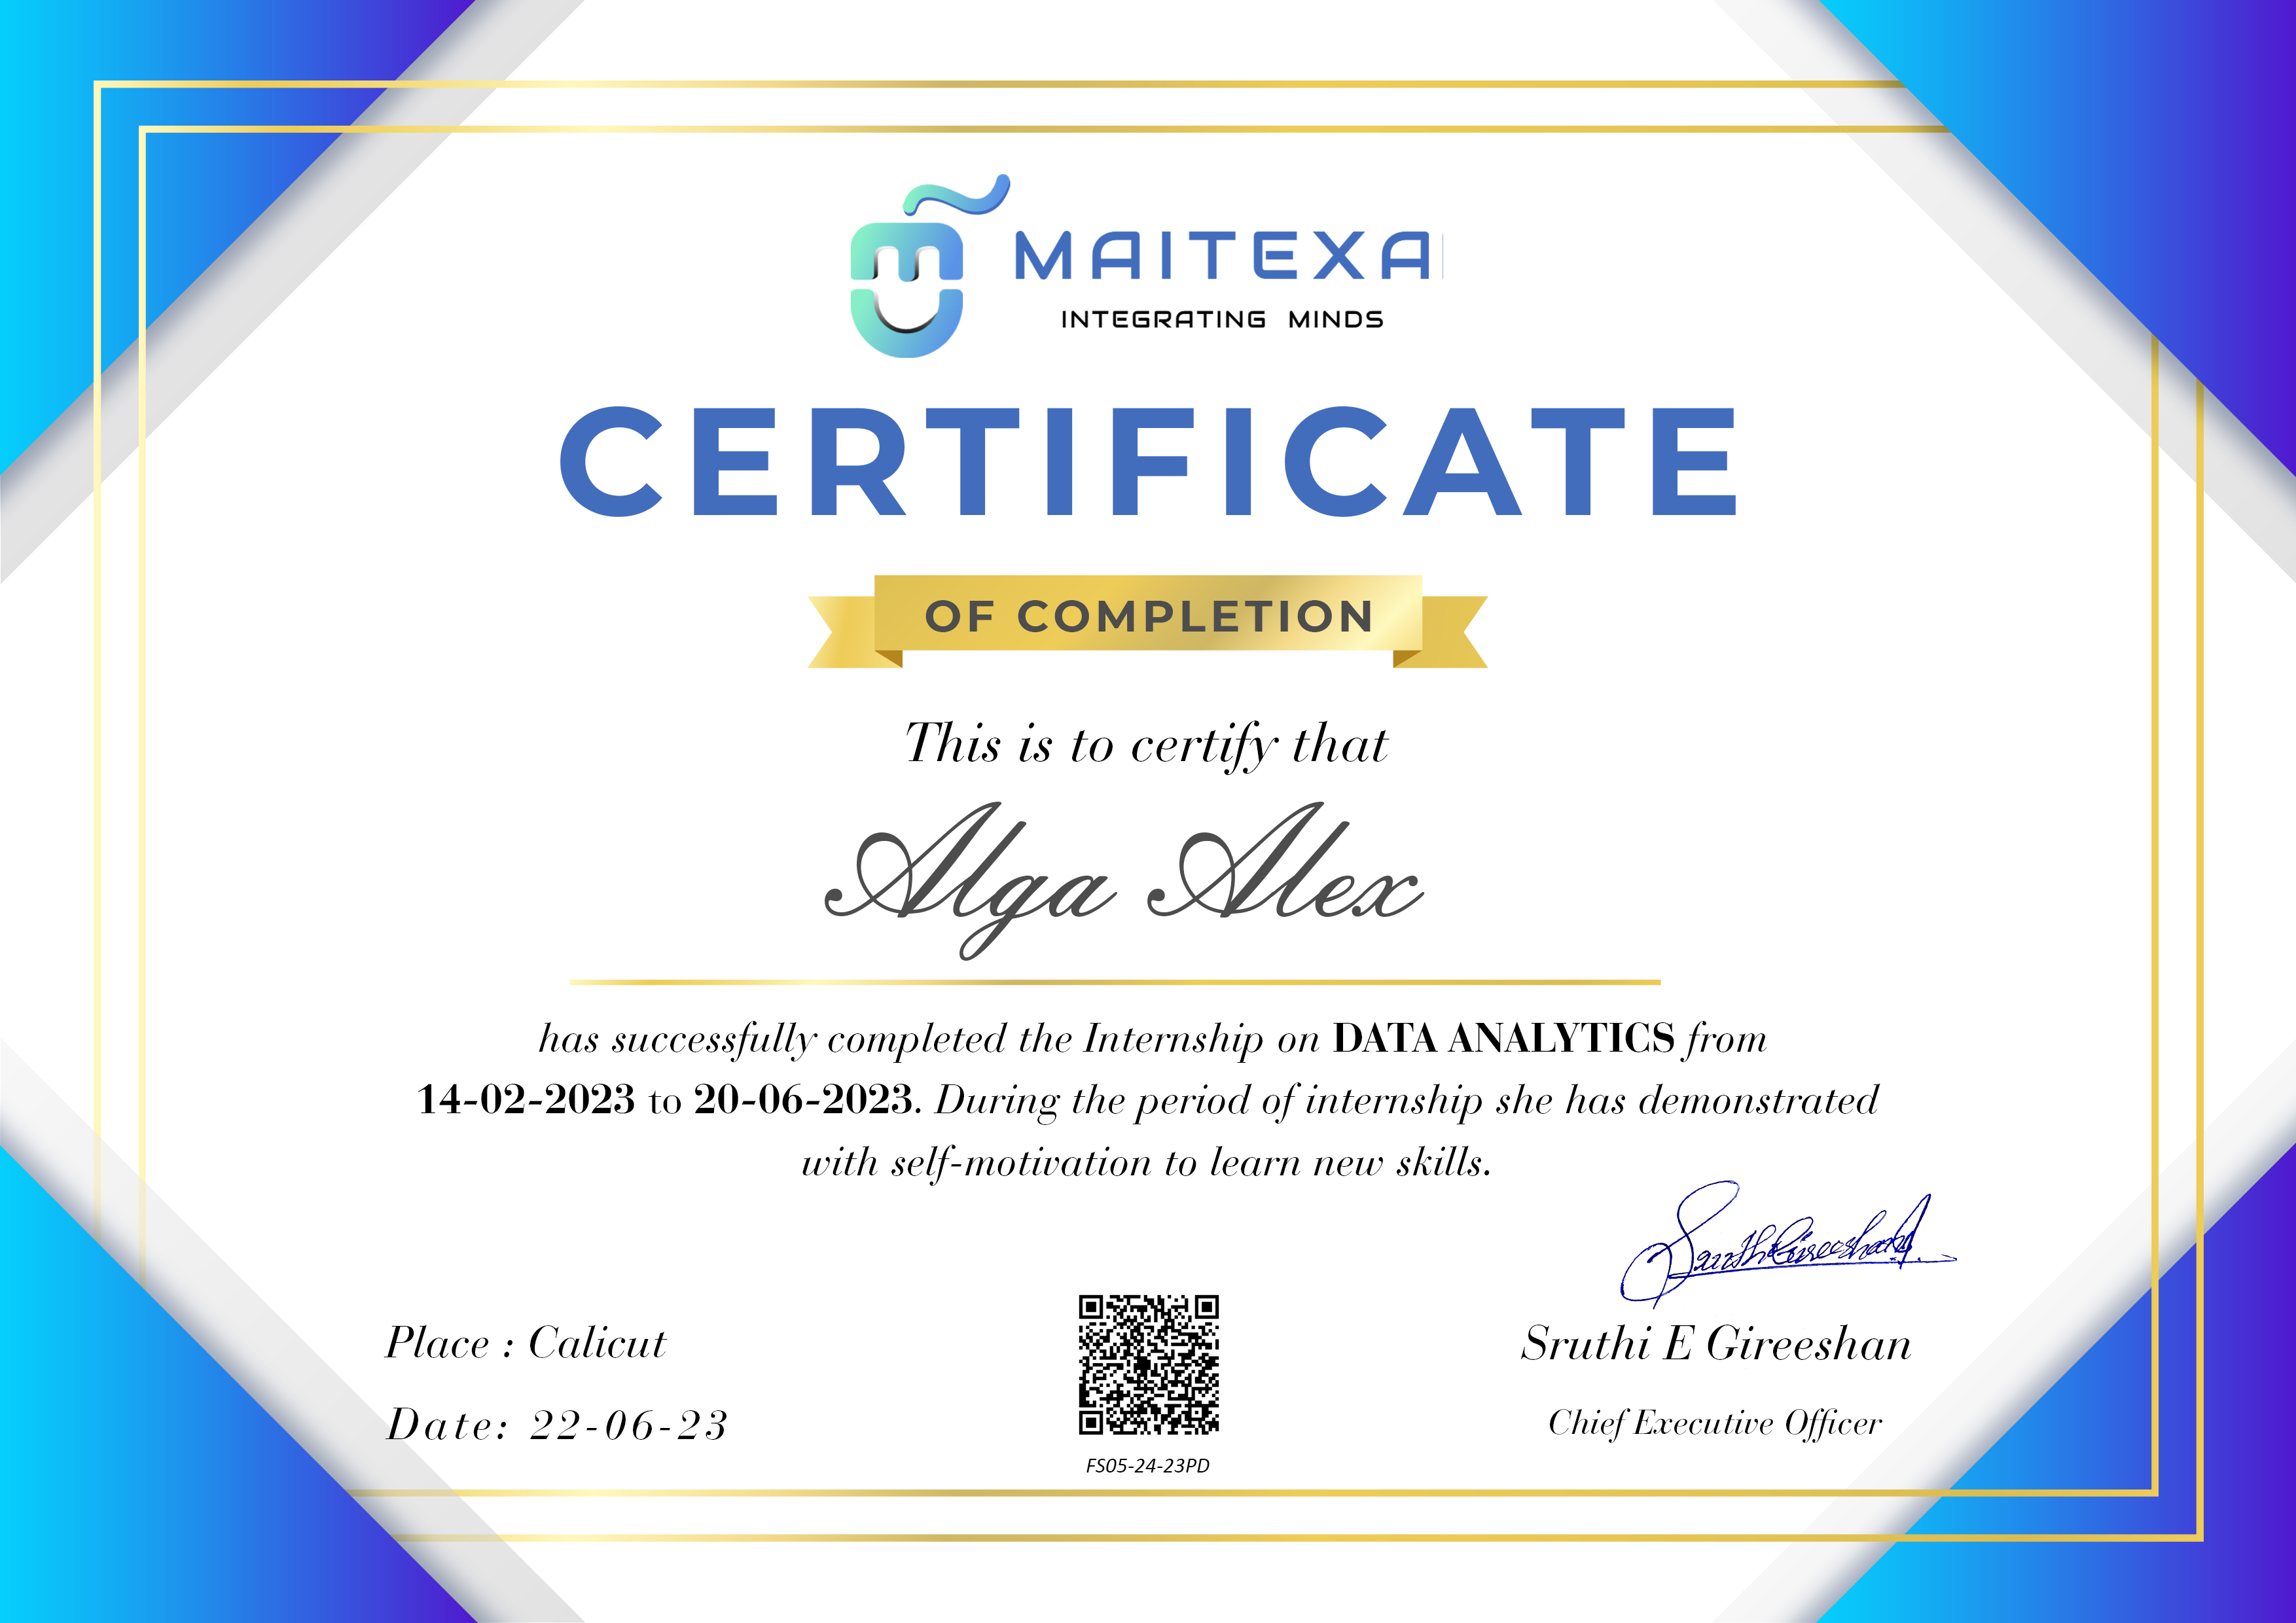 MAITEXA
INTEGRATING MINDS
CERTIFICATE
OF COMPLETION
This is to certify that
Alga Alex
has successfully completed the Internship on DATA ANALYTICS from
14-02-2023 to 20-06-2023. During the period of internship she has demonstrated
with self-motivation to learn new skills.
Place : Calicut
Date: 22-06-23
FS05-24-23PD
Sruthi E Gireeshan
Chief Executive Officer